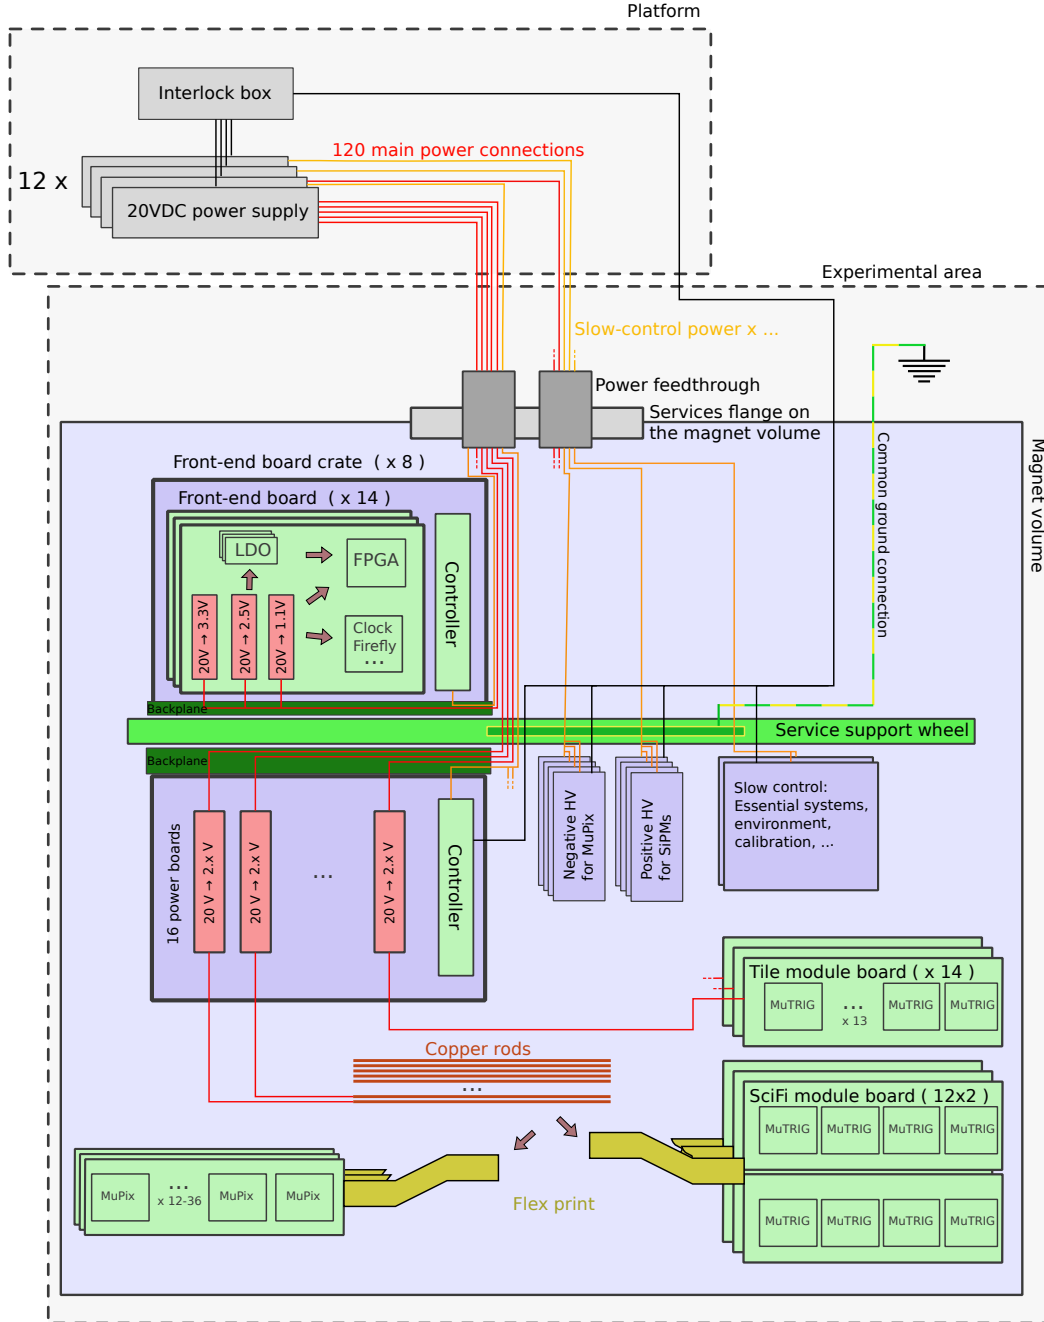 Platform
Interlock box
120 main power connections
12 x
20VDC power supply
Experimental area
Slow-control power x ...
Power feedthrough
Services flange on
the magnet volume
Magnet volume
Common ground connection
Front-end board crate ( x 8 )
Front-end board ( x 14 )
LDO
FPGA
Clock
Firefly
...
20V → 3.3V
20V → 2.5V
20V → 1.1V
Controller
Backplane
Service support wheel
Backplane
16 power boards
20 V → 2.x V
20 V → 2.x V
...
20 V → 2.x V
Controller
Negative HV
for MuPix
Positive HV
for SiPMs
Slow control:
Essential systems,
environment,
calibration, ...
Tile module board ( x 14 )
MuTRIG
...
x 13
MuTRIG
MuTRIG
Copper rods
...
SciFi module board ( 12x2 )
MuTRIG
MuTRIG
MuTRIG
MuTRIG
MuPix
...
x 12-36
MuPix
MuPix
Flex print
MuTRIG
MuTRIG
MuTRIG
MuTRIG